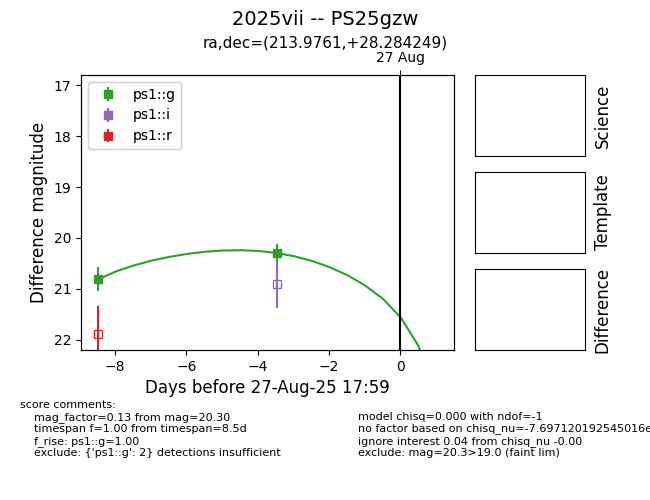 2025vii -- PS25gzw
ra,dec=(213.9761,+28.284249)
27 Aug
ps1::g
ps1::i
ps1::r
17
18
19
20
21
22
Difference magnitude
−8
−6
−4
−2
0
Days before 27-Aug-25 17:59
Science
Template
Difference
score comments:
mag_factor=0.13 from mag=20.30
timespan f=1.00 from timespan=8.5d
f_rise: ps1::g=1.00
exclude: {'ps1::g': 2} detections insufficient
model chisq=0.000 with ndof=-1
no factor based on chisq_nu=-7.697120192545016e
ignore interest 0.04 from chisq_nu -0.00
exclude: mag=20.3>19.0 (faint lim)